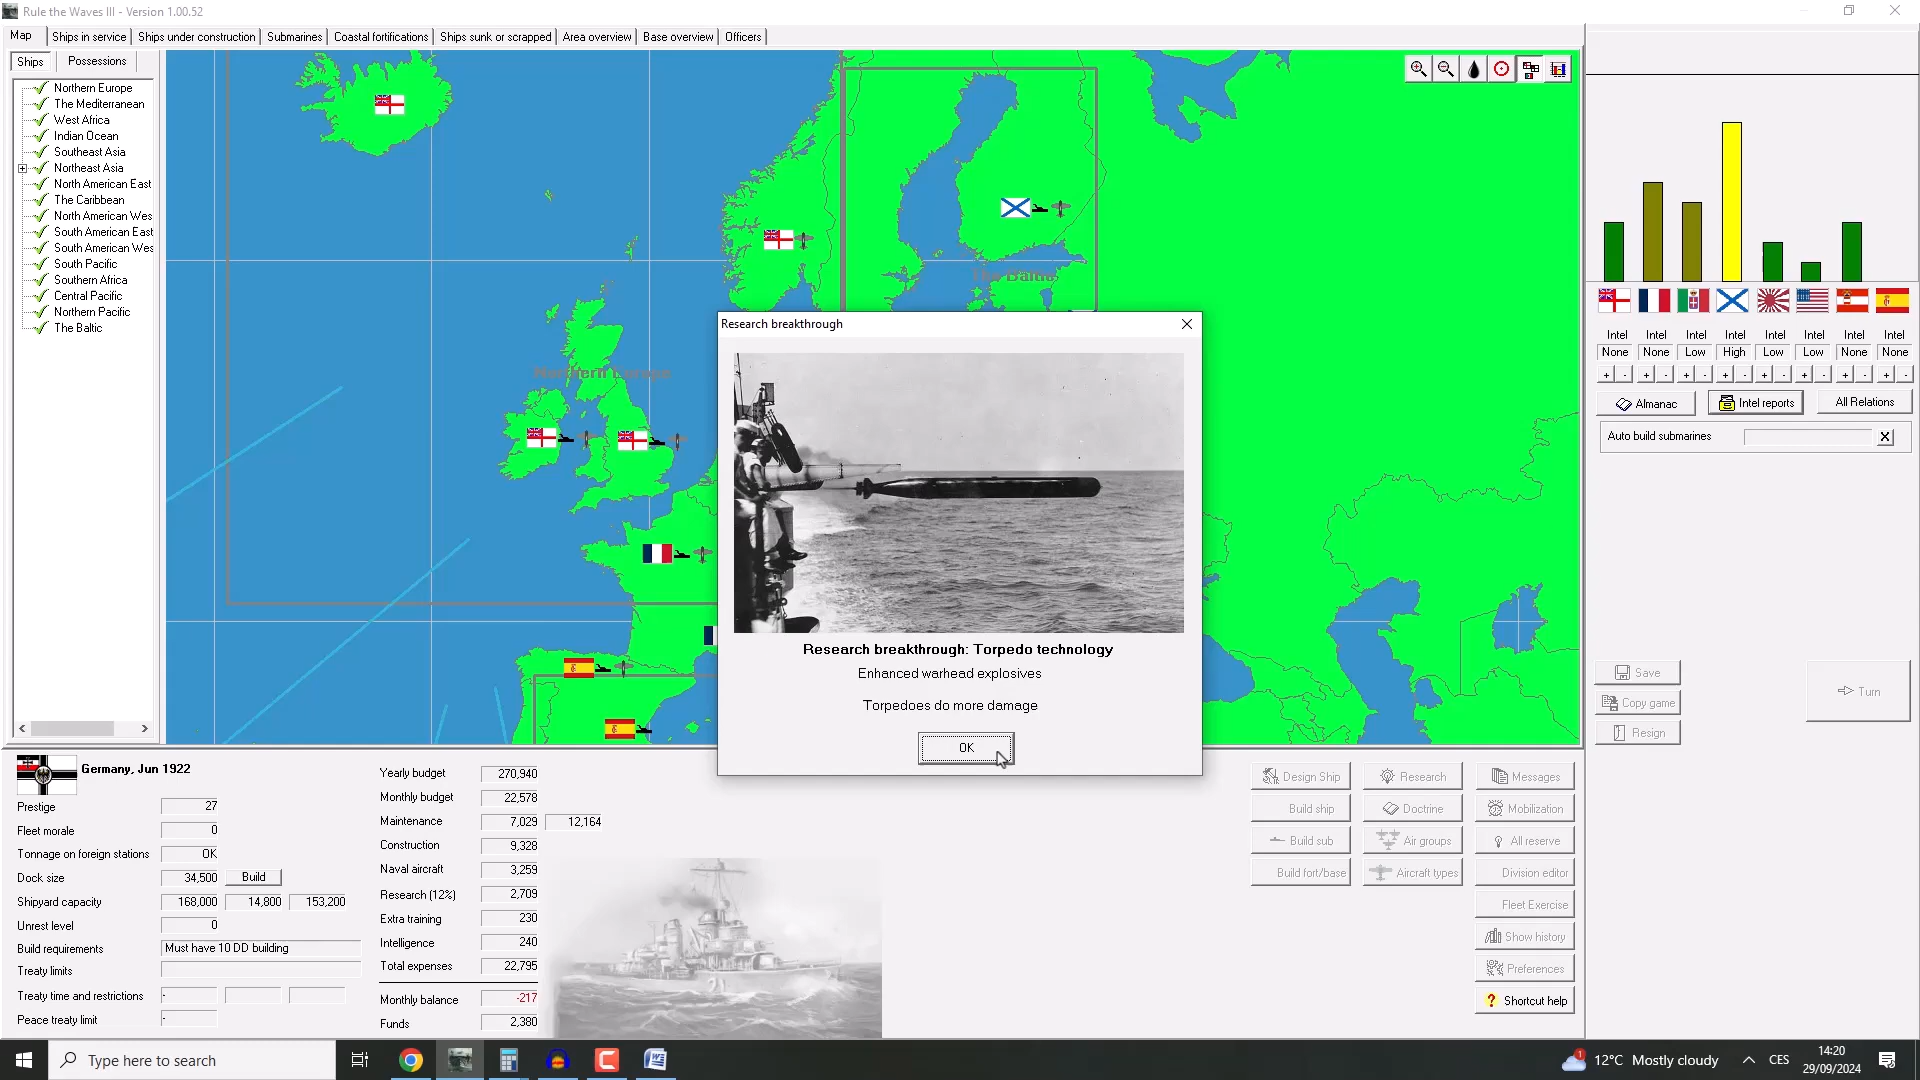 Rule the Waves III - Version 1.00.52
Map
Ships in service
Ships under construction
Submarines
Coastal fortifications
Ships sunk or scrapped
Area overview
Base overview
Officers
Ships
Possessions
Northern Europe
The Mediterranean
West Africa
Indian Ocean
Southeast Asia
Northeast Asia
North American East
The Caribbean
North American Wes
South American East
South American Wes
South Pacific
Southern Africa
Central Pacific
Northern Pacific
The Baltic
The Baltic
Northern Europe
Research breakthrough
Research breakthrough: Torpedo technology
Enhanced warhead explosives
Torpedoes do more damage
OK
Intel Intel Intel Intel Intel Intel Intel Intel
None None Low High Low Low None None
+ - + - + - + - + - + - + - + -
Almanac
Intel reports
All Relations
Auto build submarines
X
Save
Copy game
Resign
Turn
Germany, Jun 1922
Prestige 27
Fleet morale 0
Tonnage on foreign stations OK
Dock size 34,500 Build
Shipyard capacity 168,000 14,800 153,200
Unrest level 0
Build requirements Must have 10 DD building
Treaty limits
Treaty time and restrictions -
Peace treaty limit -
Yearly budget 270,940
Monthly budget 22,578
Maintenance 7,029 12,164
Construction 9,328
Naval aircraft 3,259
Research (12%) 2,709
Extra training 230
Intelligence 240
Total expenses 22,795
Monthly balance -217
Funds 2,380
Design Ship Research Messages
Build ship Doctrine Mobilization
Build sub Air groups All reserve
Build fort/base Aircraft types Division editor
Fleet Exercise
Show history
Preferences
? Shortcut help
Type here to search
1
12°C Mostly cloudy
CES
14:20
29/09/2024